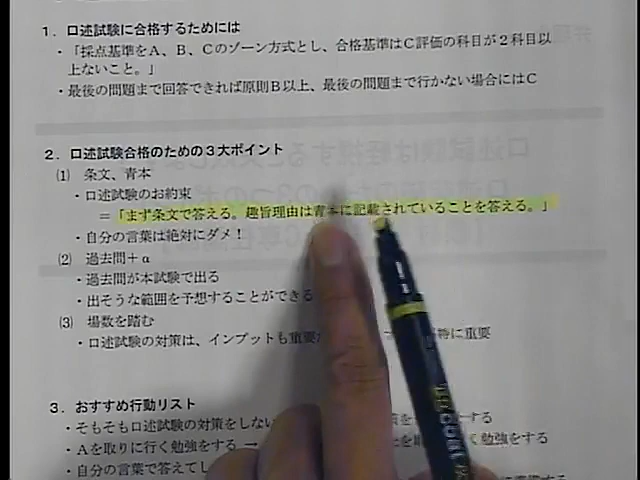 1．口述試験に合格するためには
・「採点基準をA、B、Cのゾーン方式とし、合格基準はC評価の科目が2科目以
上ないこと。」
・最後の問題まで回答できれば原則B以上、最後の問題まで行かない場合にはC
2．口述試験合格のための3大ポイント
(1) 条文、青本
・口述試験のお約束
＝「まず条文で答える。趣旨理由は青本に記載されていることを答える。」
・自分の言葉は絶対にダメ！
(2) 過去問＋α
・過去問が本試験で出る
・出そうな範囲を予想することができる
(3) 場数を踏む
・口述試験の対策は、インプットも重要 特に重要
3．おすすめ行動リスト
・そもそも口述試験の対策をしない する
・Aを取りに行く勉強をする → 勉強をする
・自分の言葉で答えてし